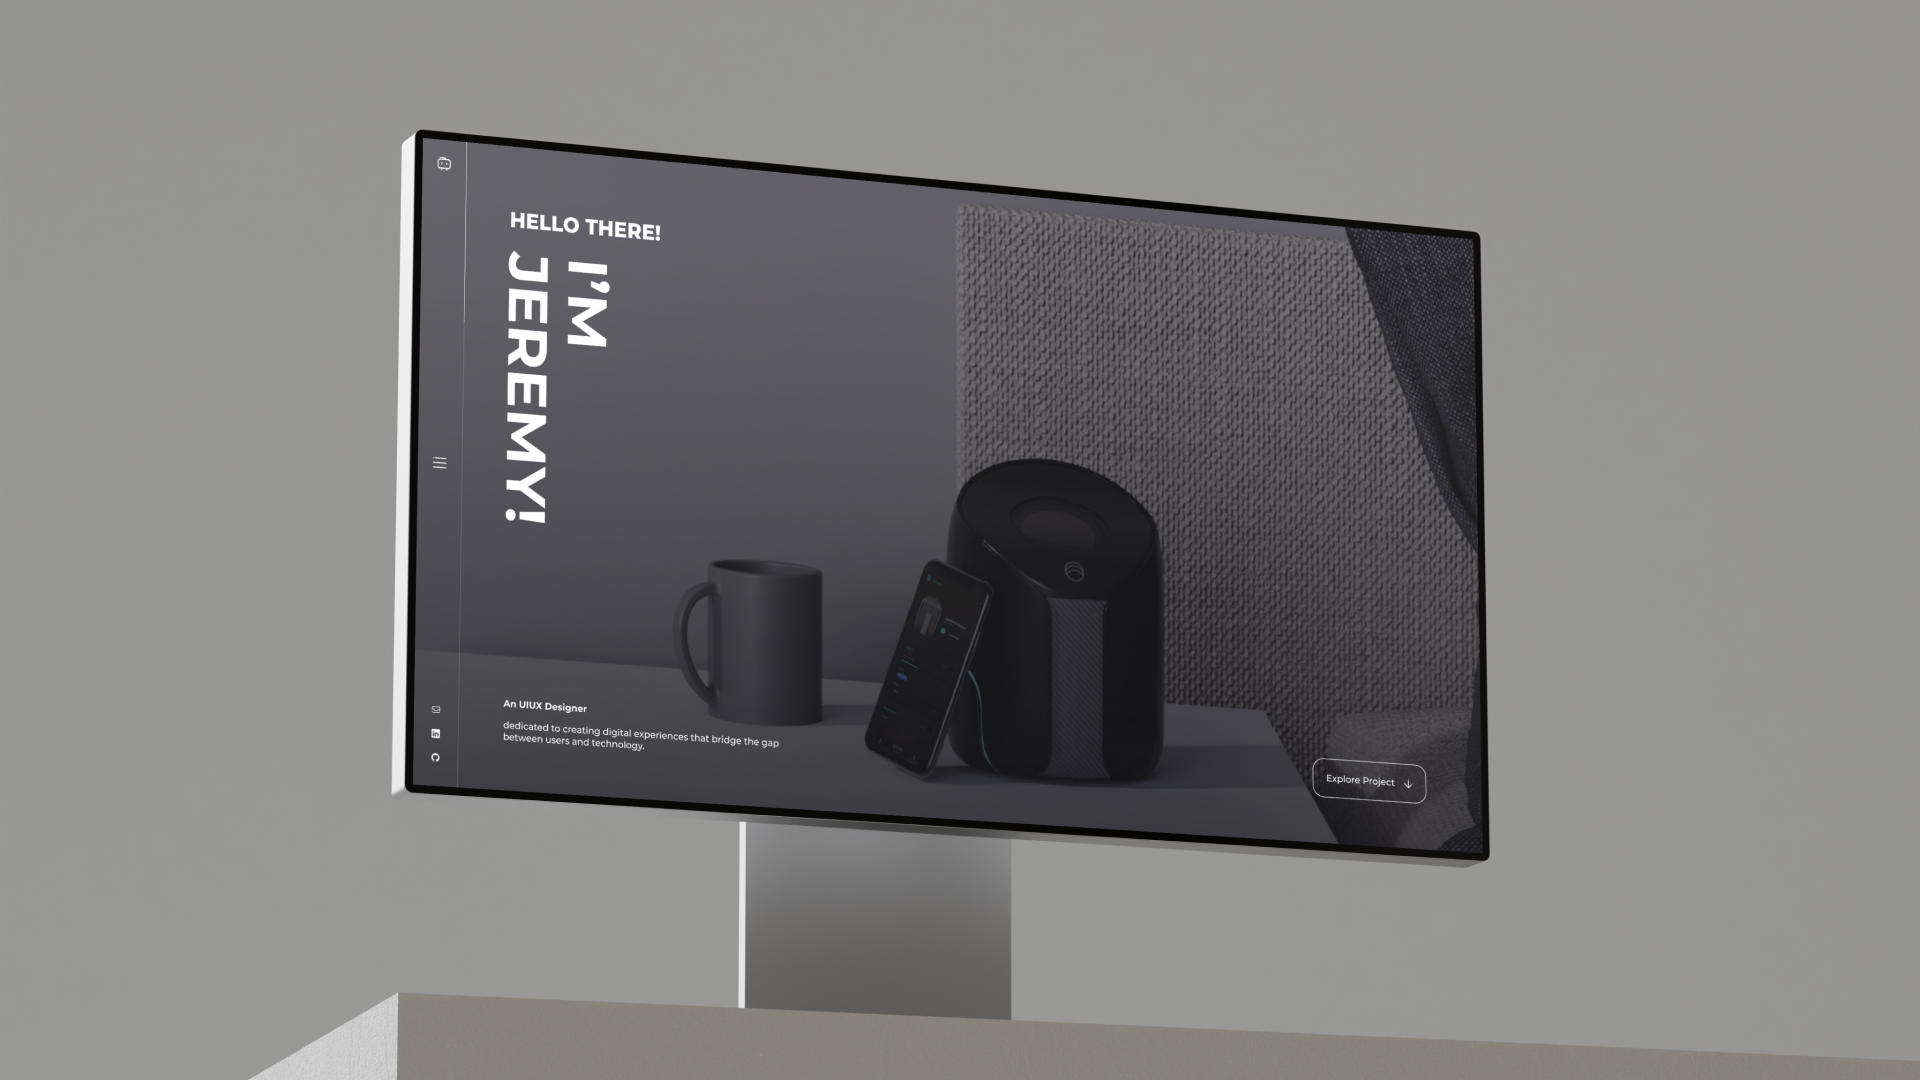 HELLO THERE!
I'M
JEREMY!
An UIUX Designer
dedicated to creating digital experiences that bridge the gap
between users and technology.
Explore Project